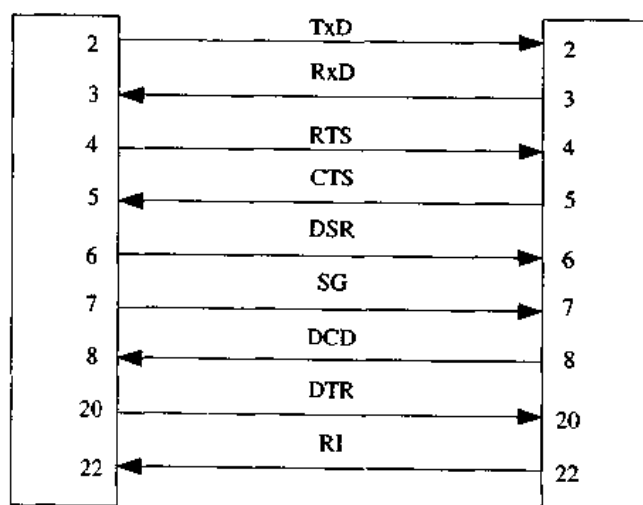 TxD
2 2
RxD
3 3
RTS
4 4
CTS
5 5
DSR
6 6
SG
7 7
DCD
8 8
DTR
20 20
RI
22 22